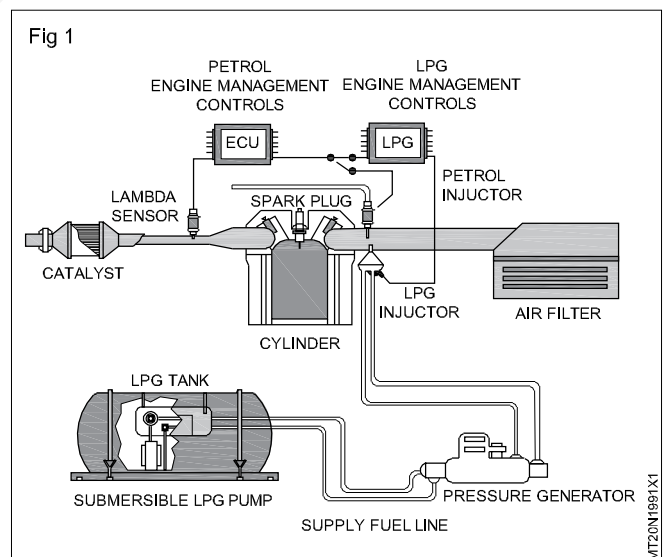 Fig 1
PETROL
ENGINE MANAGEMENT
CONTROLS
LPG
ENGINE MANAGEMENT
CONTROLS
ECU
LPG
PETROL
INJUCTOR
LAMBDA
SENSOR
SPARK PLUG
CATALYST
LPG
INJUCTOR
AIR FILTER
CYLINDER
LPG TANK
SUBMERSIBLE LPG PUMP
PRESSURE GENERATOR
SUPPLY FUEL LINE
MT20N1991X1